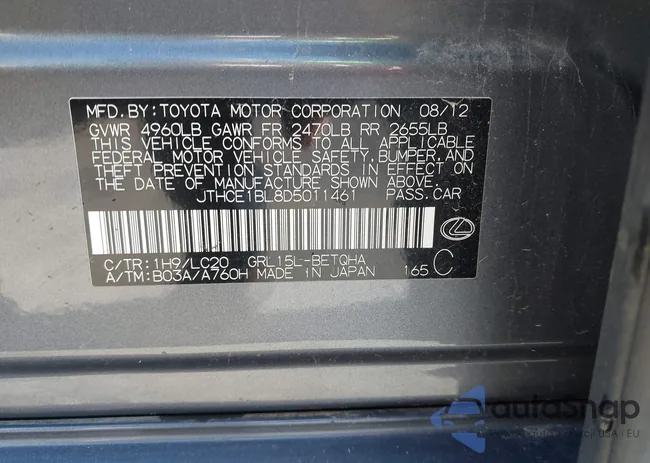 MFD.BY:TOYOTA MOTOR CORPORATION 08/12
GVWR 4960LB GAWR FR 2470LB RR 2655LB
THIS VEHICLE CONFORMS TO ALL APPLICABLE
FEDERAL MOTOR VEHICLE SAFETY, BUMPER, AND
THEFT PREVENTION STANDARDS IN EFFECT ON
THE DATE OF MANUFACTURE SHOWN ABOVE.
JTHCE1BL8D5011461 PASS.CAR
C/TR:1H9/LC20 GRL15L-BETQHA
A/TM:B03A/A760H MADE IN JAPAN 165 C
autosnap
USA | EU